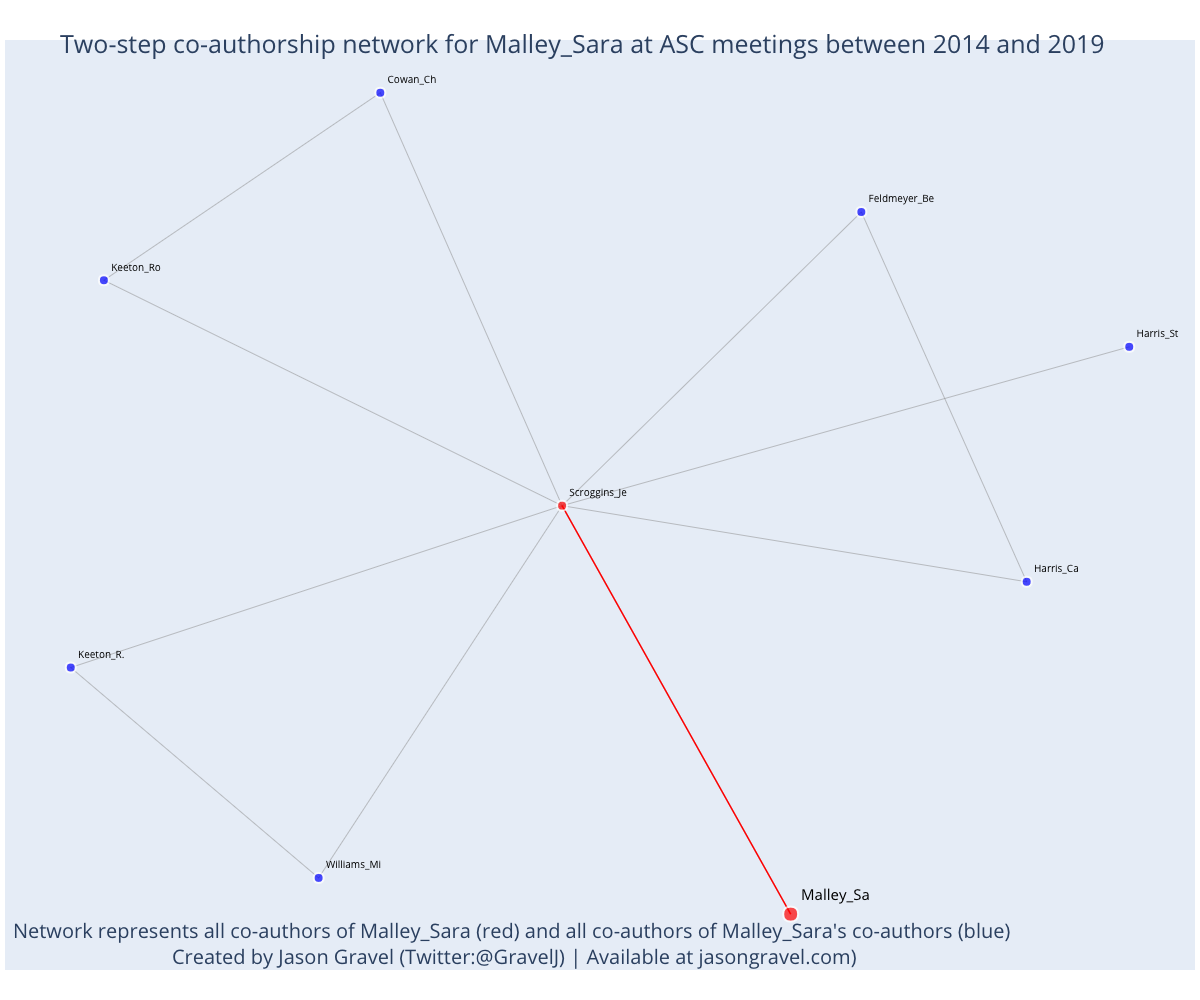 Two-step co-authorship network for Malley_Sara at ASC meetings between 2014 and 2019
Cowan_Ch
Feldmeyer_Be
Keeton_Ro
Harris_St
Scroggins_Je
Harris_Ca
Keeton_R.
Williams_Mi
Malley_Sa
Network represents all co-authors of Malley_Sara (red) and all co-authors of Malley_Sara's co-authors (blue)
Created by Jason Gravel (Twitter:@GravelJ) | Available at jasongravel.com)